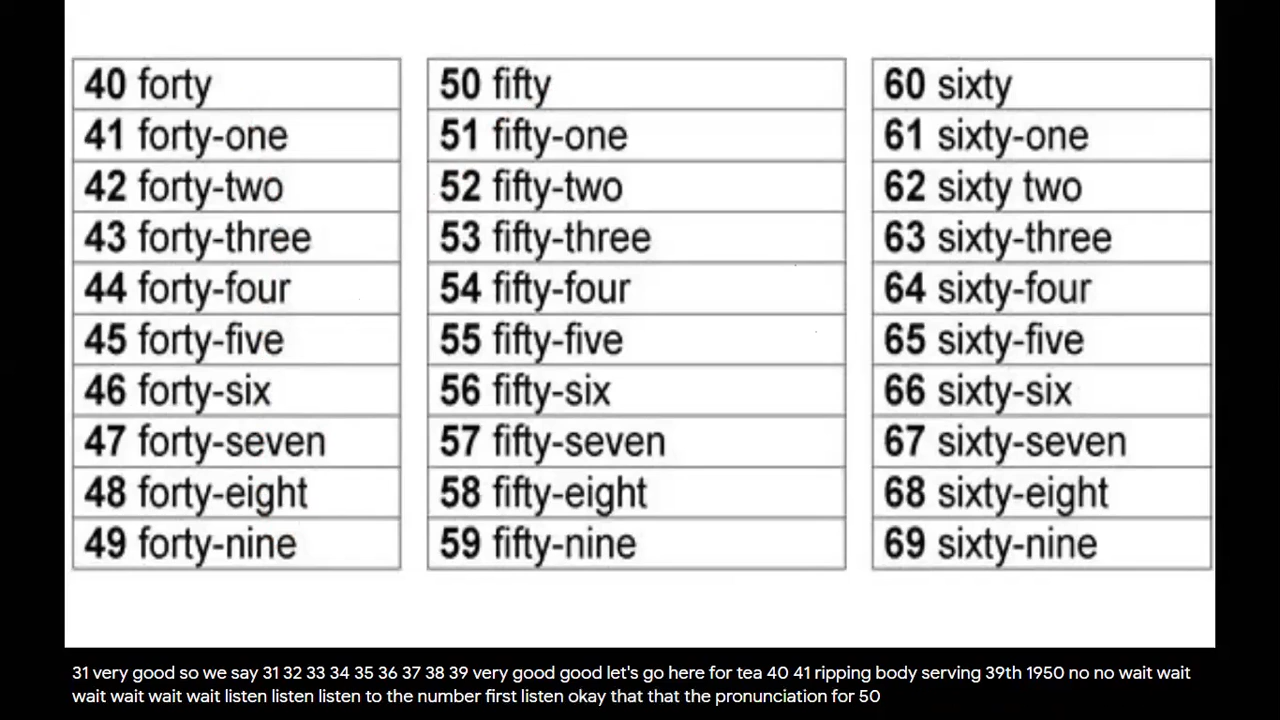 40 forty
41 forty-one
42 forty-two
43 forty-three
44 forty-four
45 forty-five
46 forty-six
47 forty-seven
48 forty-eight
49 forty-nine
50 fifty
51 fifty-one
52 fifty-two
53 fifty-three
54 fifty-four
55 fifty-five
56 fifty-six
57 fifty-seven
58 fifty-eight
59 fifty-nine
60 sixty
61 sixty-one
62 sixty two
63 sixty-three
64 sixty-four
65 sixty-five
66 sixty-six
67 sixty-seven
68 sixty-eight
69 sixty-nine
31 very good so we say 31 32 33 34 35 36 37 38 39 very good good let's go here for tea 40 41 ripping body serving 39th 1950 no no wait wait
wait wait wait wait listen listen listen to the number first listen okay that that the pronunciation for 50